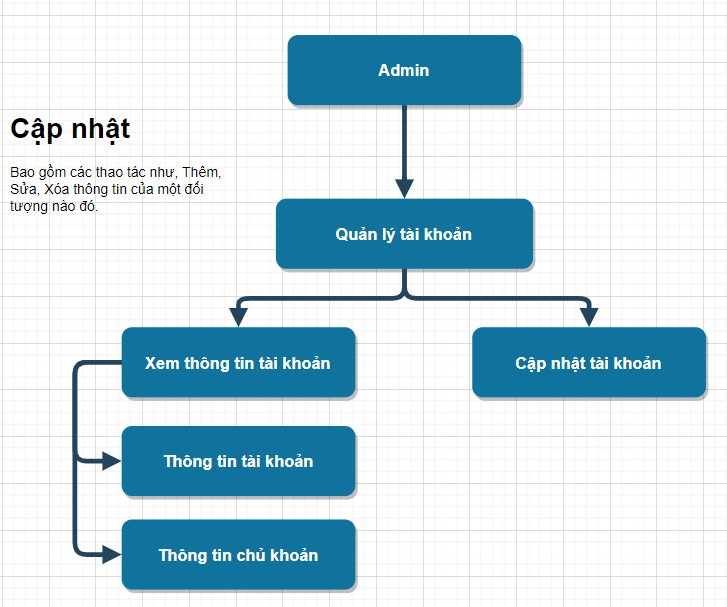 Admin
Cập nhật
Bao gồm các thao tác như, Thêm,
Sửa, Xóa thông tin của một đối
tượng nào đó.
Quản lý tài khoản
Xem thông tin tài khoản
Cập nhật tài khoản
Thông tin tài khoản
Thông tin chủ khoản